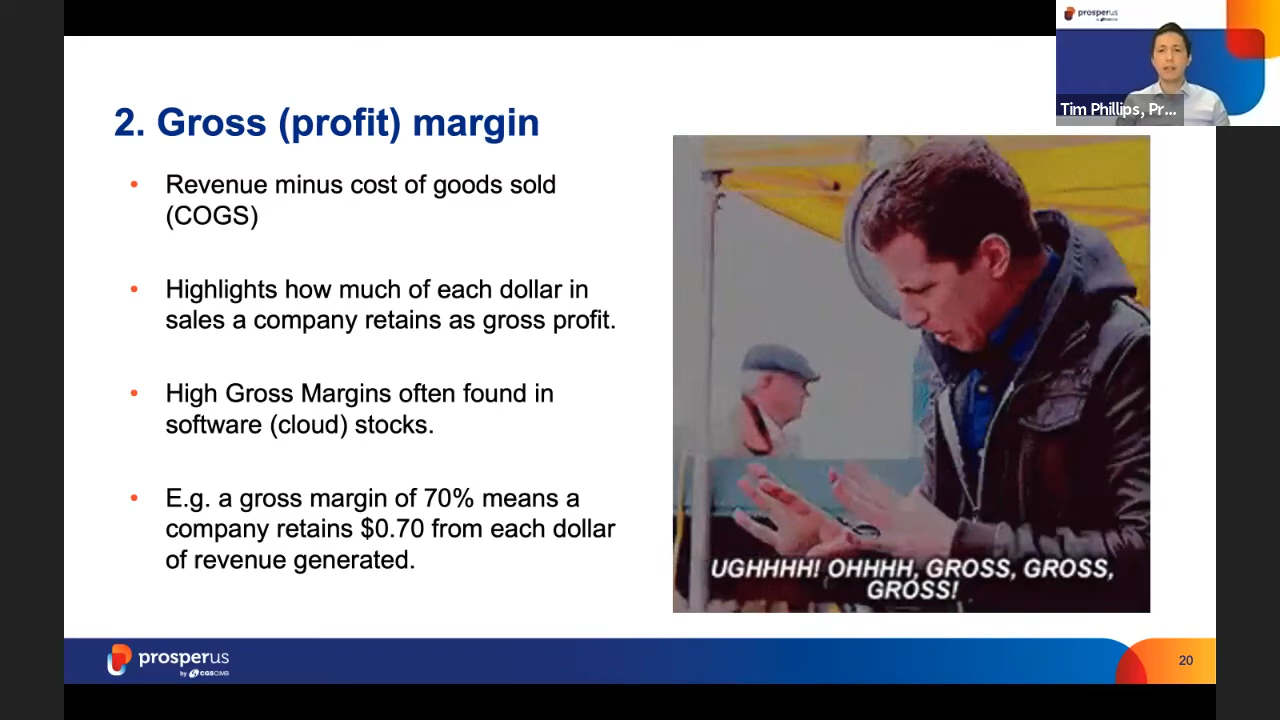 prosperus
Tim Phillips, Pr...
2. Gross (profit) margin
• Revenue minus cost of goods sold
(COGS)
• Highlights how much of each dollar in
sales a company retains as gross profit.
• High Gross Margins often found in
software (cloud) stocks.
• E.g. a gross margin of 70% means a
company retains $0.70 from each dollar
of revenue generated.
UGHHHH! OHHHH, GROSS, GROSS,
GROSS!
prosperus
by CGSCIMB
20